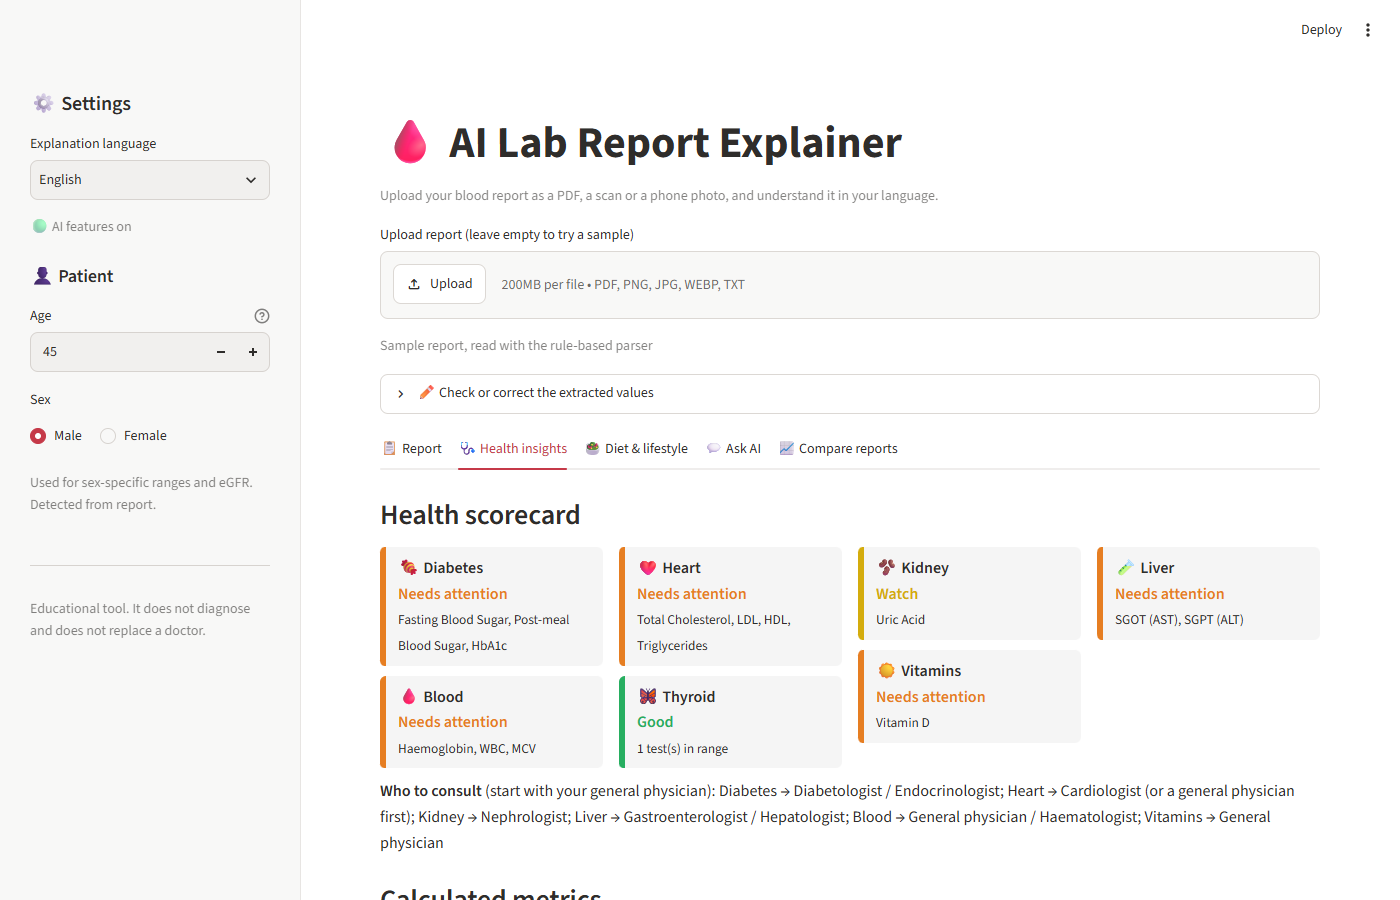 Deploy
Settings
Explanation language
English
AI features on
Patient
Age
45
Sex
Male
Female
Used for sex-specific ranges and eGFR.
Detected from report.
Educational tool. It does not diagnose
and does not replace a doctor.
AI Lab Report Explainer
Upload your blood report as a PDF, a scan or a phone photo, and understand it in your language.
Upload report (leave empty to try a sample)
Upload
200MB per file • PDF, PNG, JPG, WEBP, TXT
Sample report, read with the rule-based parser
Check or correct the extracted values
Report
Health insights
Diet & lifestyle
Ask AI
Compare reports
Health scorecard
Diabetes
Needs attention
Fasting Blood Sugar, Post-meal
Blood Sugar, HbA1c
Heart
Needs attention
Total Cholesterol, LDL, HDL,
Triglycerides
Kidney
Watch
Uric Acid
Liver
Needs attention
SGOT (AST), SGPT (ALT)
Blood
Needs attention
Haemoglobin, WBC, MCV
Thyroid
Good
1 test(s) in range
Vitamins
Needs attention
Vitamin D
Who to consult (start with your general physician): Diabetes → Diabetologist / Endocrinologist; Heart → Cardiologist (or a general physician
first); Kidney → Nephrologist; Liver → Gastroenterologist / Hepatologist; Blood → General physician / Haematologist; Vitamins → General
physician
Calculated metrics